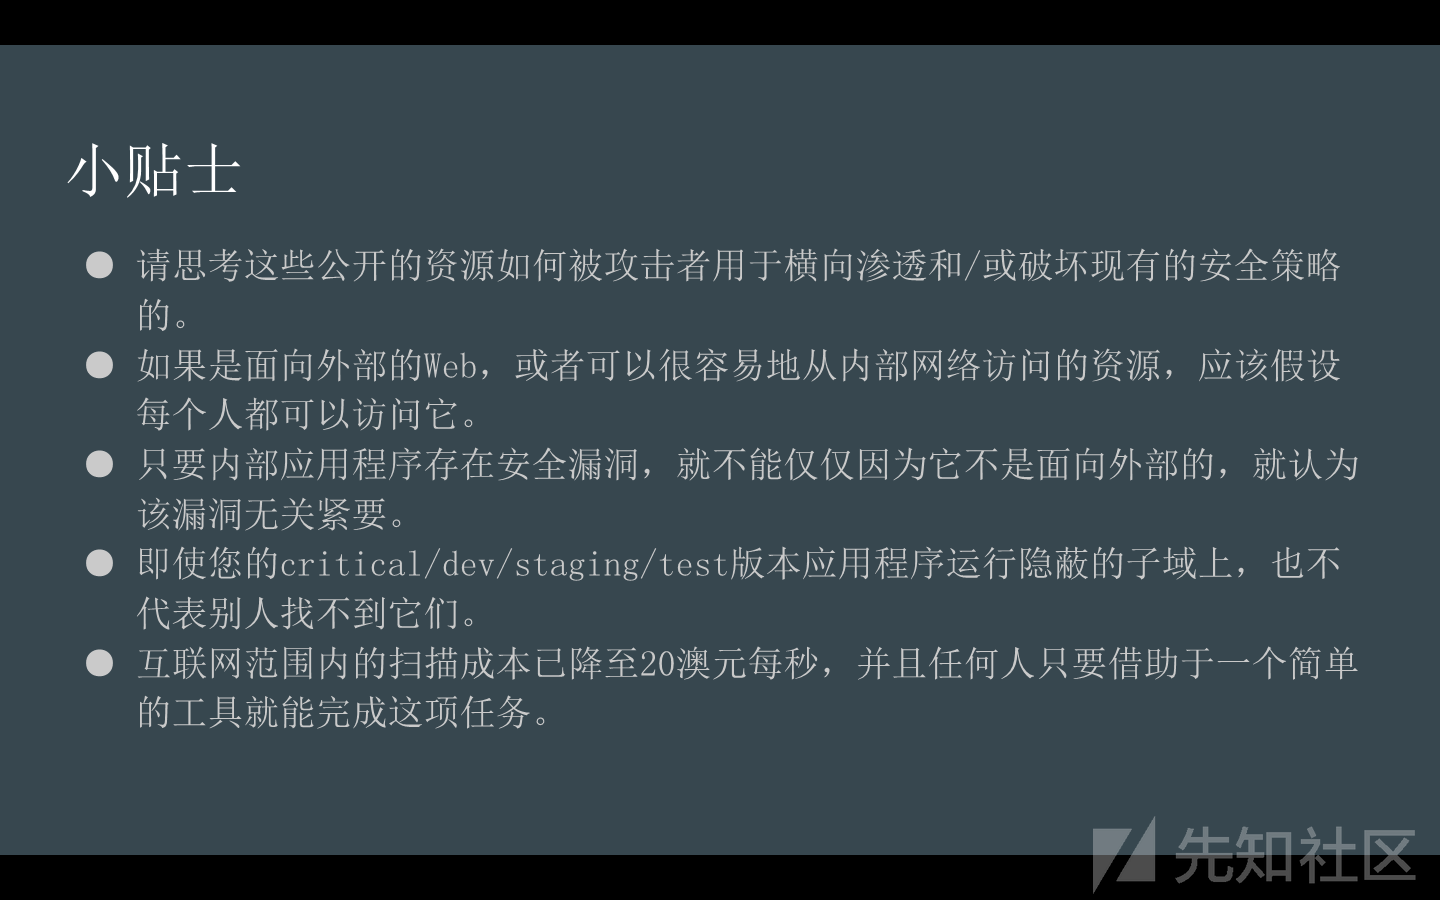 小贴士
● 请思考这些公开的资源如何被攻击者用于横向渗透和/或破坏现有的安全策略
的。
● 如果是面向外部的Web，或者可以很容易地从内部网络访问的资源，应该假设
每个人都可以访问它。
● 只要内部应用程序存在安全漏洞，就不能仅仅因为它不是面向外部的，就认为
该漏洞无关紧要。
● 即使您的critical/dev/staging/test版本应用程序运行隐蔽的子域上，也不
代表别人找不到它们。
● 互联网范围内的扫描成本已降至20澳元每秒，并且任何人只要借助于一个简单
的工具就能完成这项任务。
先知社区